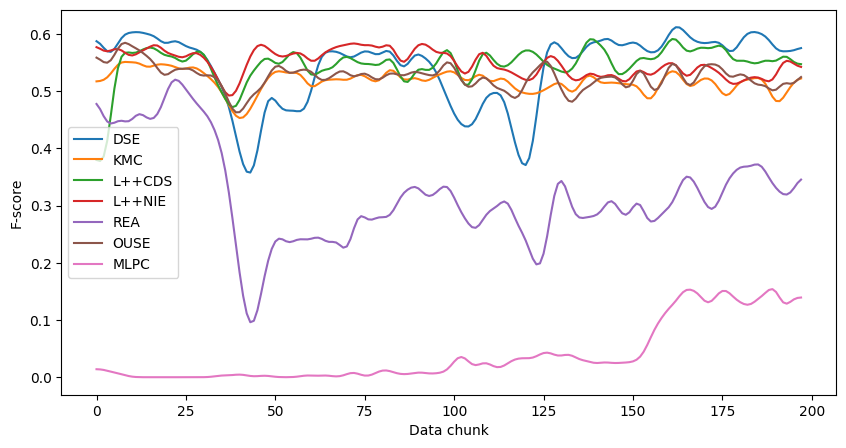 0.6
0.5
0.4
0.3
0.2
0.1
0.0
F-score
DSE
KMC
L++CDS
L++NIE
REA
OUSE
MLPC
0 25 50 75 100 125 150 175 200
Data chunk